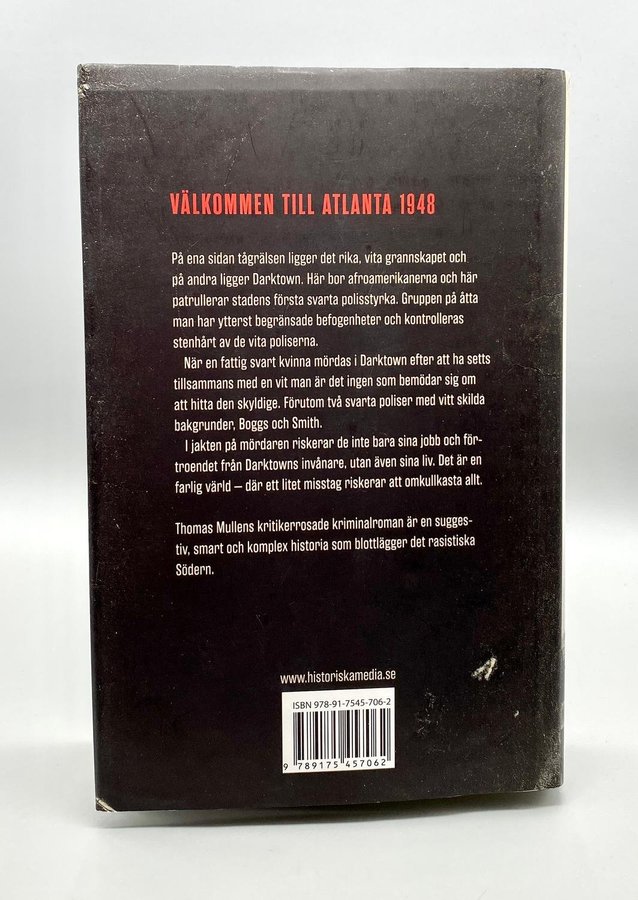 VÄLKOMMEN TILL ATLANTA 1948
På ena sidan tågrälsen ligger det rika, vita grannskapet och
på andra ligger Darktown. Här bor afroamerikanerna och här
patrullerar stadens första svarta polisstyrka. Gruppen på åtta
man har ytterst begränsade befogenheter och kontrolleras
stenhårt av de vita poliserna.
När en fattig svart kvinna mördas i Darktown efter att ha setts
tillsammans med en vit man är det ingen som bemödar sig om
att hitta den skyldige. Förutom två svarta poliser med vitt skilda
bakgrunder, Boggs och Smith.
I jakten på mördaren riskerar de inte bara sina jobb och för-
troendet från Darktowns invånare, utan även sina liv. Det är en
farlig värld – där ett litet misstag riskerar att omkullkasta allt.
Thomas Mullens kritikerrosade kriminalroman är en sugges-
tiv, smart och komplex historia som blottlägger det rasistiska
Södern.
www.historiskamedia.se
ISBN 978-91-7545-706-2
9 789175 457062